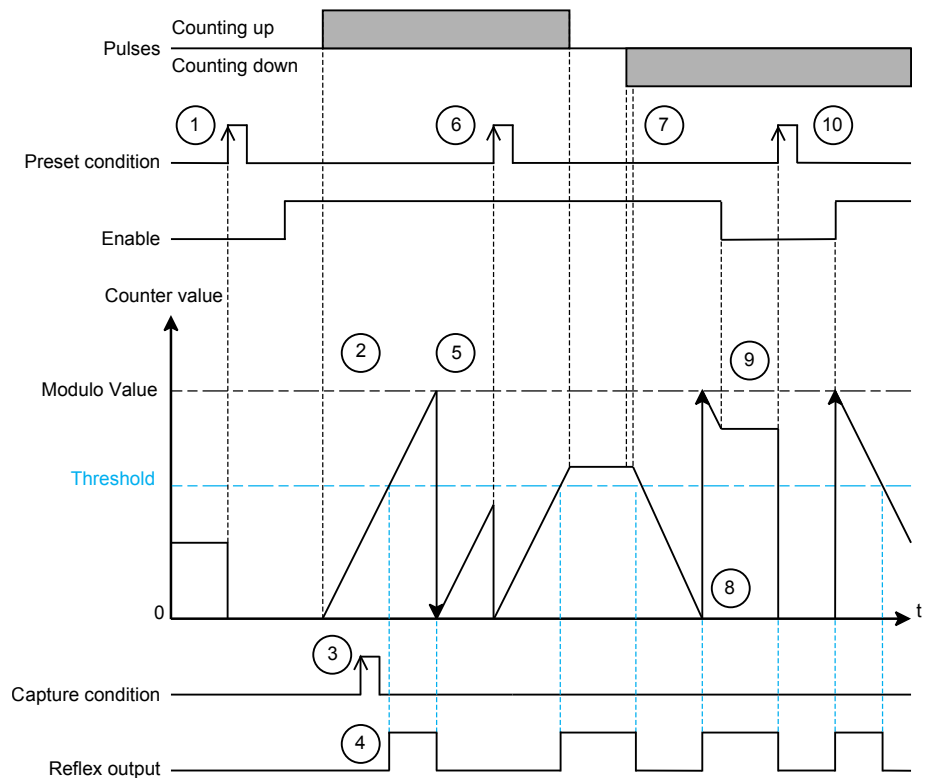 Counting up
Pulses
Counting down
1
6
7
10
Preset condition
Enable
Counter value
2
5
9
Modulo Value
Threshold
8
0
t
3
Capture condition
4
Reflex output